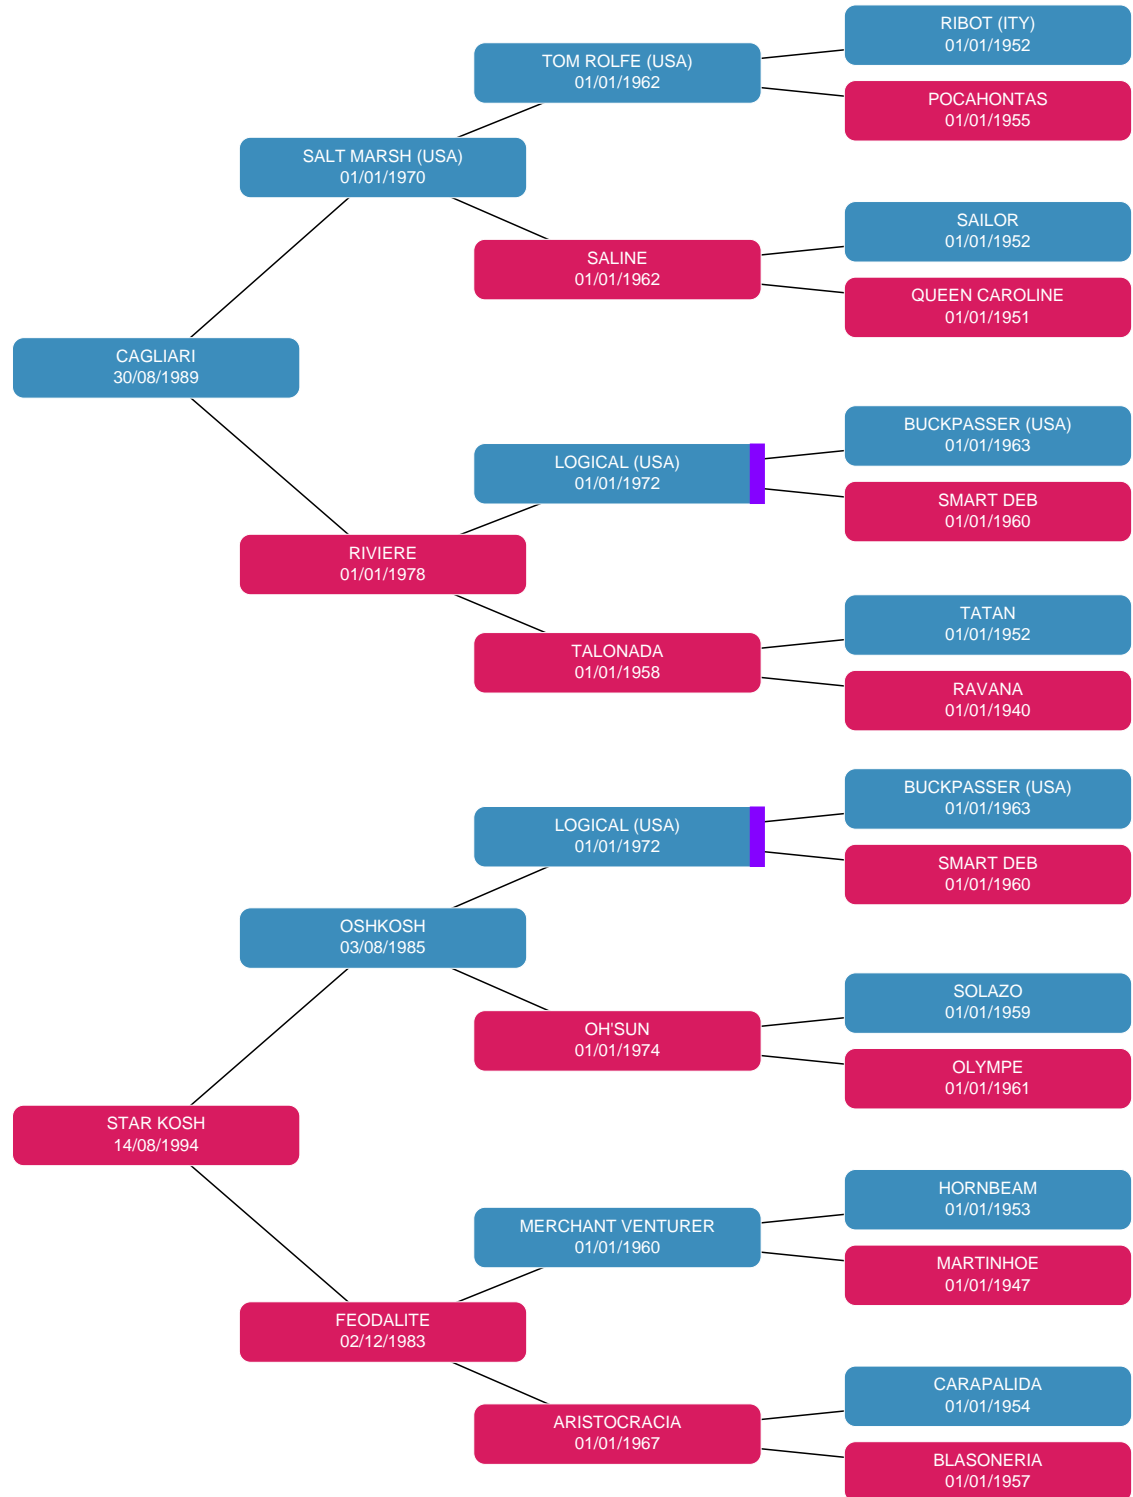 RIBOT (ITY)
01/01/1952
TOM ROLFE (USA)
01/01/1962
POCAHONTAS
01/01/1955
SALT MARSH (USA)
01/01/1970
SAILOR
01/01/1952
SALINE
01/01/1962
QUEEN CAROLINE
01/01/1951
CAGLIARI
30/08/1989
BUCKPASSER (USA)
01/01/1963
LOGICAL (USA)
01/01/1972
SMART DEB
01/01/1960
RIVIERE
01/01/1978
TATAN
01/01/1952
TALONADA
01/01/1958
RAVANA
01/01/1940
BUCKPASSER (USA)
01/01/1963
LOGICAL (USA)
01/01/1972
SMART DEB
01/01/1960
OSHKOSH
03/08/1985
SOLAZO
01/01/1959
OH'SUN
01/01/1974
OLYMPE
01/01/1961
STAR KOSH
14/08/1994
HORNBEAM
01/01/1953
MERCHANT VENTURER
01/01/1960
MARTINHOE
01/01/1947
FEODALITE
02/12/1983
CARAPALIDA
01/01/1954
ARISTOCRACIA
01/01/1967
BLASONERIA
01/01/1957